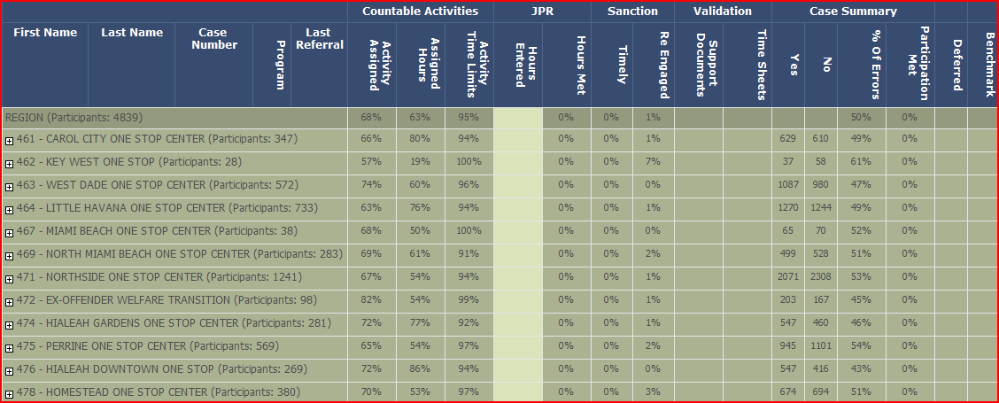 Countable Activities JPR Sanction Validation Case Summary
First Name Last Name Case Number Program Last Referral Activity Assigned Assigned Hours Activity Time Limits Hours Entered Hours Met Timely Re Engaged Support Documents Time Sheets Yes No % Of Errors Participation Met Deferred Benchmark
REGION (Participants: 4839) 68% 63% 95% 0% 0% 1% 50% 0%
461 - CAROL CITY ONE STOP CENTER (Participants: 347) 66% 80% 94% 0% 0% 1% 629 610 49% 0%
462 - KEY WEST ONE STOP (Participants: 28) 57% 19% 100% 0% 0% 7% 37 58 61% 0%
463 - WEST DADE ONE STOP CENTER (Participants: 572) 74% 60% 96% 0% 0% 0% 1087 980 47% 0%
464 - LITTLE HAVANA ONE STOP CENTER (Participants: 733) 63% 76% 94% 0% 0% 1% 1270 1244 49% 0%
467 - MIAMI BEACH ONE STOP CENTER (Participants: 38) 68% 50% 100% 0% 0% 0% 65 70 52% 0%
469 - NORTH MIAMI BEACH ONE STOP CENTER (Participants: 283) 69% 61% 91% 0% 0% 2% 499 528 51% 0%
471 - NORTHSIDE ONE STOP CENTER (Participants: 1241) 67% 54% 94% 0% 0% 1% 2071 2308 53% 0%
472 - EX-OFFENDER WELFARE TRANSITION (Participants: 98) 82% 54% 99% 0% 0% 1% 203 167 45% 0%
474 - HIALEAH GARDENS ONE STOP CENTER (Participants: 281) 72% 77% 92% 0% 0% 1% 547 460 46% 0%
475 - PERRINE ONE STOP CENTER (Participants: 569) 65% 54% 97% 0% 0% 2% 945 1101 54% 0%
476 - HIALEAH DOWNTOWN ONE STOP (Participants: 269) 72% 86% 94% 0% 0% 0% 547 416 43% 0%
478 - HOMESTEAD ONE STOP CENTER (Participants: 380) 70% 53% 97% 0% 0% 3% 674 694 51% 0%